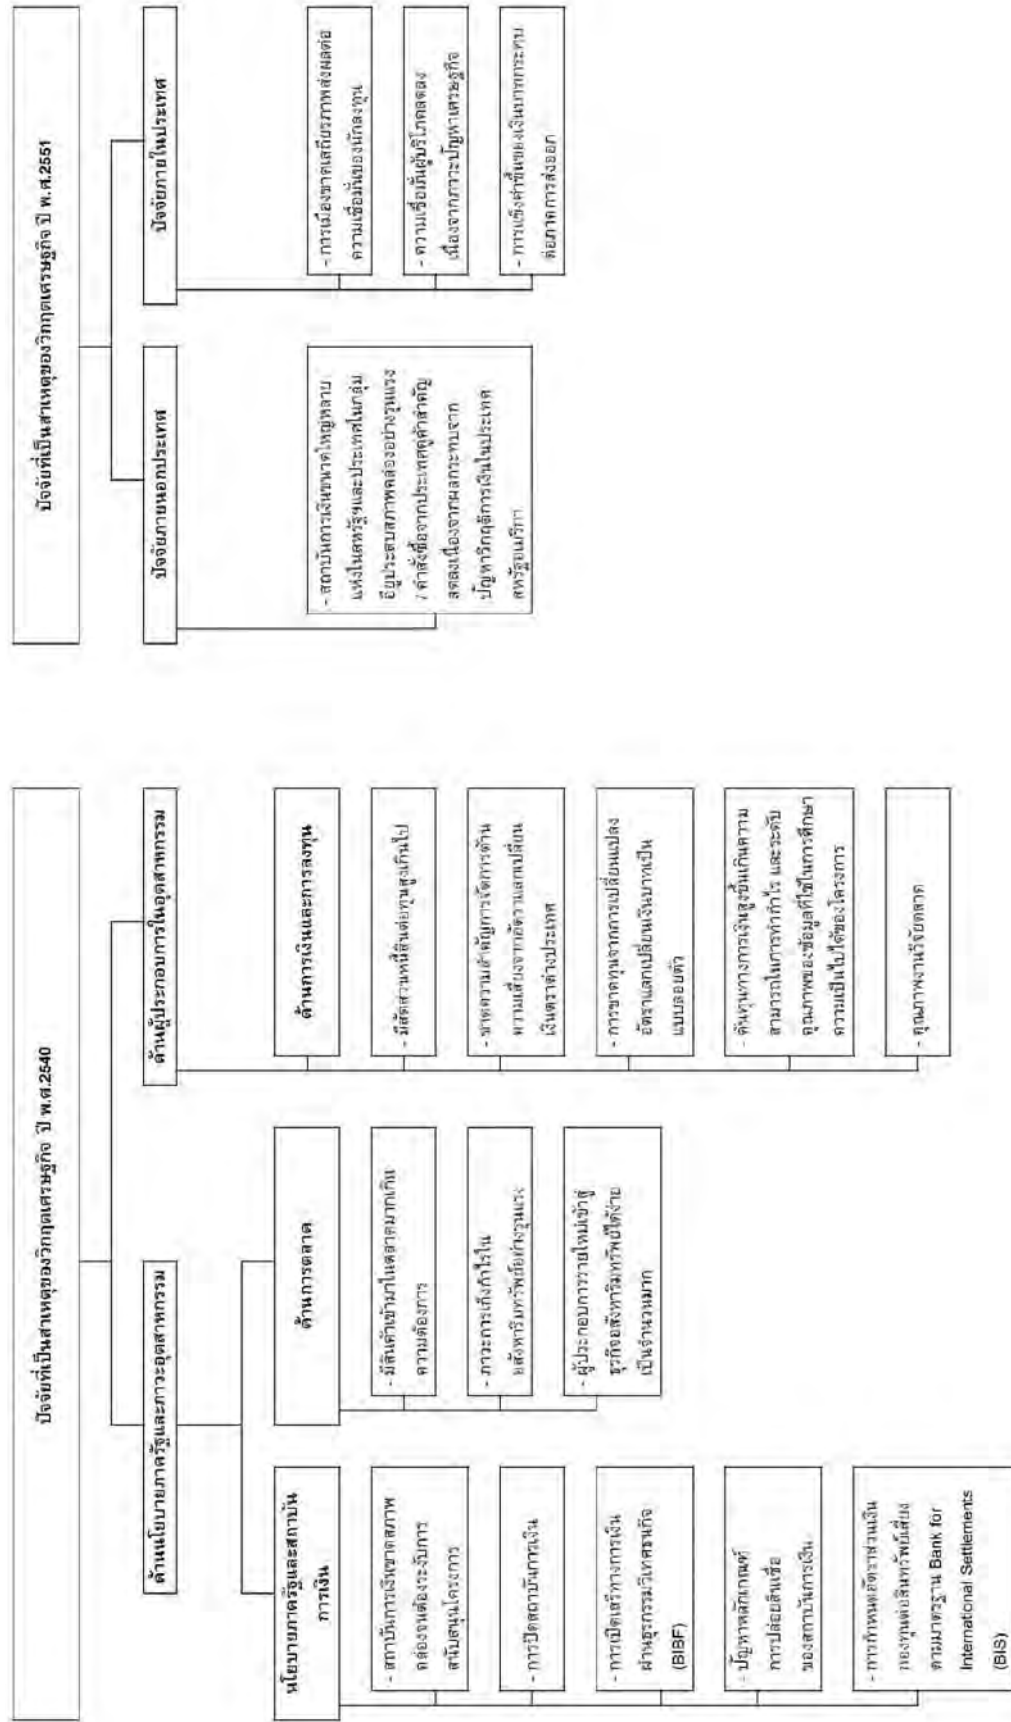 ปัจจัยที่เป็นสาเหตุของวิกฤตเศรษฐกิจ ปี พ.ศ.2540
ด้านนโยบายภาครัฐและภาวะอุตสาหกรรม
นโยบายภาครัฐและสถาบัน
การเงิน
- สถาบันการเงินขาดสภาพ
คล่องจนต้องระงับการ
สนับสนุนโครงการ
- การปิดสถาบันการเงิน
- การเปิดเสรีทางการเงิน
ผ่านธุรกรรมวิเทศธนกิจ
(BIBF)
- ปัญหาหลักเกณฑ์
การปล่อยสินเชื่อ
ของสถาบันการเงิน
- การกำหนดอัตราส่วนเงิน
กองทุนต่อสินทรัพย์เสี่ยง
ตามมาตรฐาน Bank for
International Settlements
(BIS)
ด้านการตลาด
- มีสินค้าเข้ามาในตลาดมากเกิน
ความต้องการ
- ภาวะการเก็งกำไรใน
อสังหาริมทรัพย์อย่างรุนแรง
- ผู้ประกอบการรายใหม่เข้าสู่
ธุรกิจอสังหาริมทรัพย์ได้ง่าย
เป็นจำนวนมาก
ด้านผู้ประกอบการในอุตสาหกรรม
ด้านการเงินและการลงทุน
- มีสัดส่วนหนี้สินต่อทุนสูงเกินไป
- ขาดความสำคัญการจัดการด้าน
ความเสี่ยงจากอัตราแลกเปลี่ยน
เงินตราต่างประเทศ
- การขาดทุนจากการเปลี่ยนแปลง
อัตราแลกเปลี่ยนเงินบาทเป็น
แบบลอยตัว
- ต้นทุนทางการเงินสูงขึ้นเกินความ
สามารถในการทำกำไร และระดับ
คุณภาพของข้อมูลที่ใช้ในการศึกษา
ความเป็นไปได้ของโครงการ
- คุณภาพงานวิจัยตลาด
ปัจจัยที่เป็นสาเหตุของวิกฤตเศรษฐกิจ ปี พ.ศ.2551
ปัจจัยภายนอกประเทศ
- สถาบันการเงินขนาดใหญ่หลาย
แห่งในสหรัฐฯและประเทศในกลุ่ม
อียูประสบสภาพคล่องอย่างรุนแรง
/ คำสั่งซื้อจากประเทศคู่ค้าสำคัญ
ลดลงเนื่องจากผลกระทบจาก
ปัญหาวิกฤติการเงินในประเทศ
สหรัฐอเมริกา
ปัจจัยภายในประเทศ
- การเมืองขาดเสถียรภาพส่งผลต่อ
ความเชื่อมั่นของนักลงทุน
- ความเชื่อมั่นผู้บริโภคลดลง
เนื่องจากภาวะปัญหาเศรษฐกิจ
- การแข็งค่าขึ้นของเงินบาทกระทบ
ต่อภาคการส่งออก